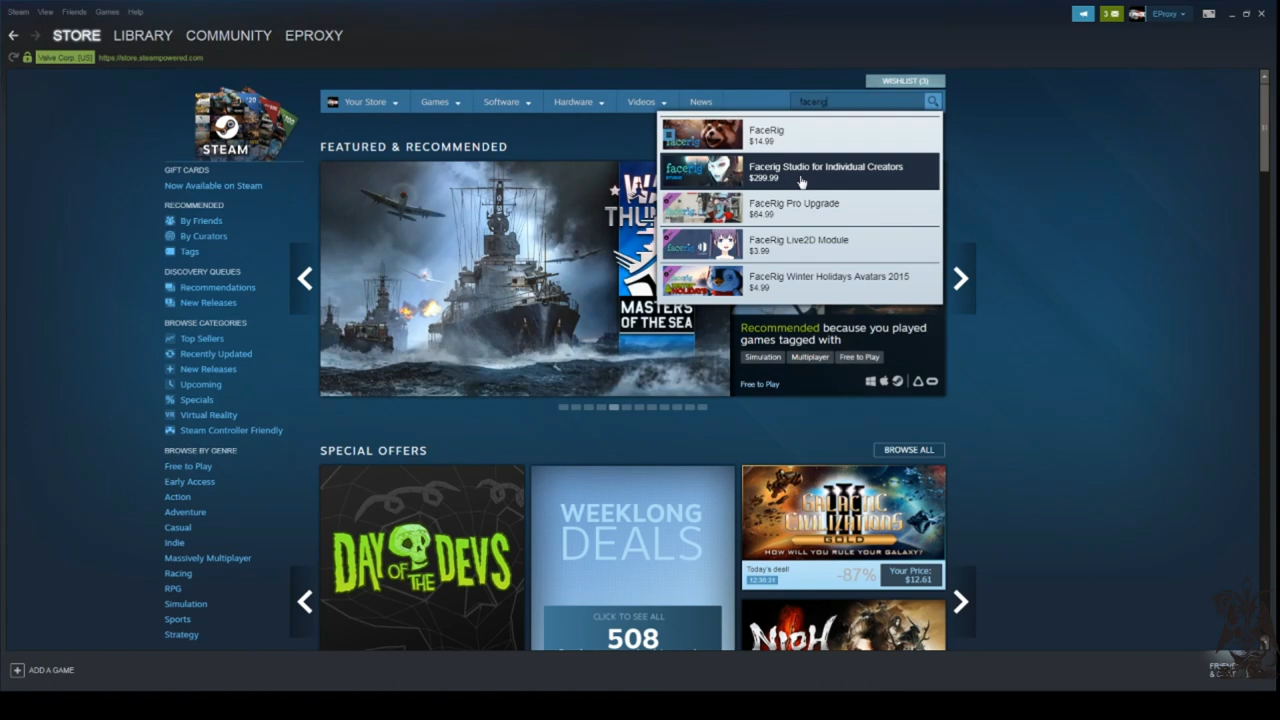 Steam View Friends Games Help
3 EProxy
STORE LIBRARY COMMUNITY EPROXY
Valve Corp. [US] https://store.steampowered.com
WISHLIST (3)
Your Store Games Software Hardware Videos News
facerig
STEAM
FEATURED & RECOMMENDED
FaceRig
$14.99
Facerig Studio for Individual Creators
$299.99
FaceRig Pro Upgrade
$64.99
FaceRig Live2D Module
$3.99
FaceRig Winter Holidays Avatars 2015
$4.99
GIFT CARDS
Now Available on Steam
RECOMMENDED
By Friends
By Curators
Tags
DISCOVERY QUEUES
Recommendations
New Releases
BROWSE CATEGORIES
Top Sellers
Recently Updated
New Releases
Upcoming
Specials
VR Virtual Reality
Steam Controller Friendly
BROWSE BY GENRE
Free to Play
Early Access
Action
Adventure
Casual
Indie
Massively Multiplayer
Racing
RPG
Simulation
Sports
Strategy
MASTERS
OF THE SEA
Recommended because you played
games tagged with
Simulation Multiplayer Free to Play
Free to Play
SPECIAL OFFERS
BROWSE ALL
DAY OF THE DEVS
WEEKLONG
DEALS
CLICK TO SEE ALL
508
GALACTIC
CIVILIZATIONS
III
GOLD
HOW WILL YOU RULE YOUR GALAXY?
Today's deal!
-87%
Your Price:
$12.61
NIOH
ADD A GAME